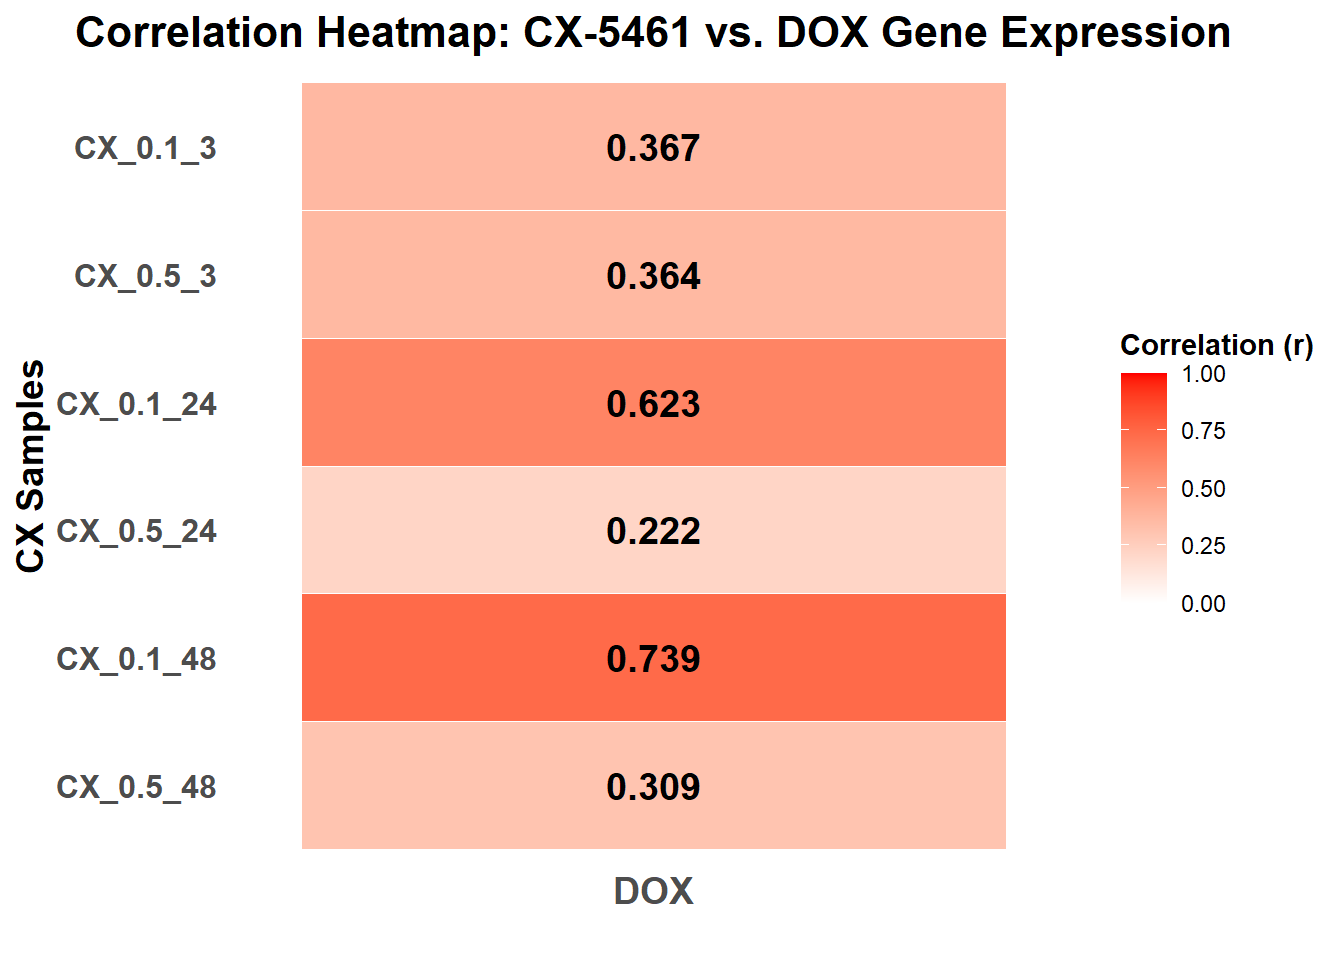 Correlation Heatmap: CX-5461 vs. DOX Gene Expression
CX Samples
CX_0.1_3
0.367
CX_0.5_3
0.364
CX_0.1_24
0.623
CX_0.5_24
0.222
CX_0.1_48
0.739
CX_0.5_48
0.309
DOX
Correlation (r)
1.00
0.75
0.50
0.25
0.00